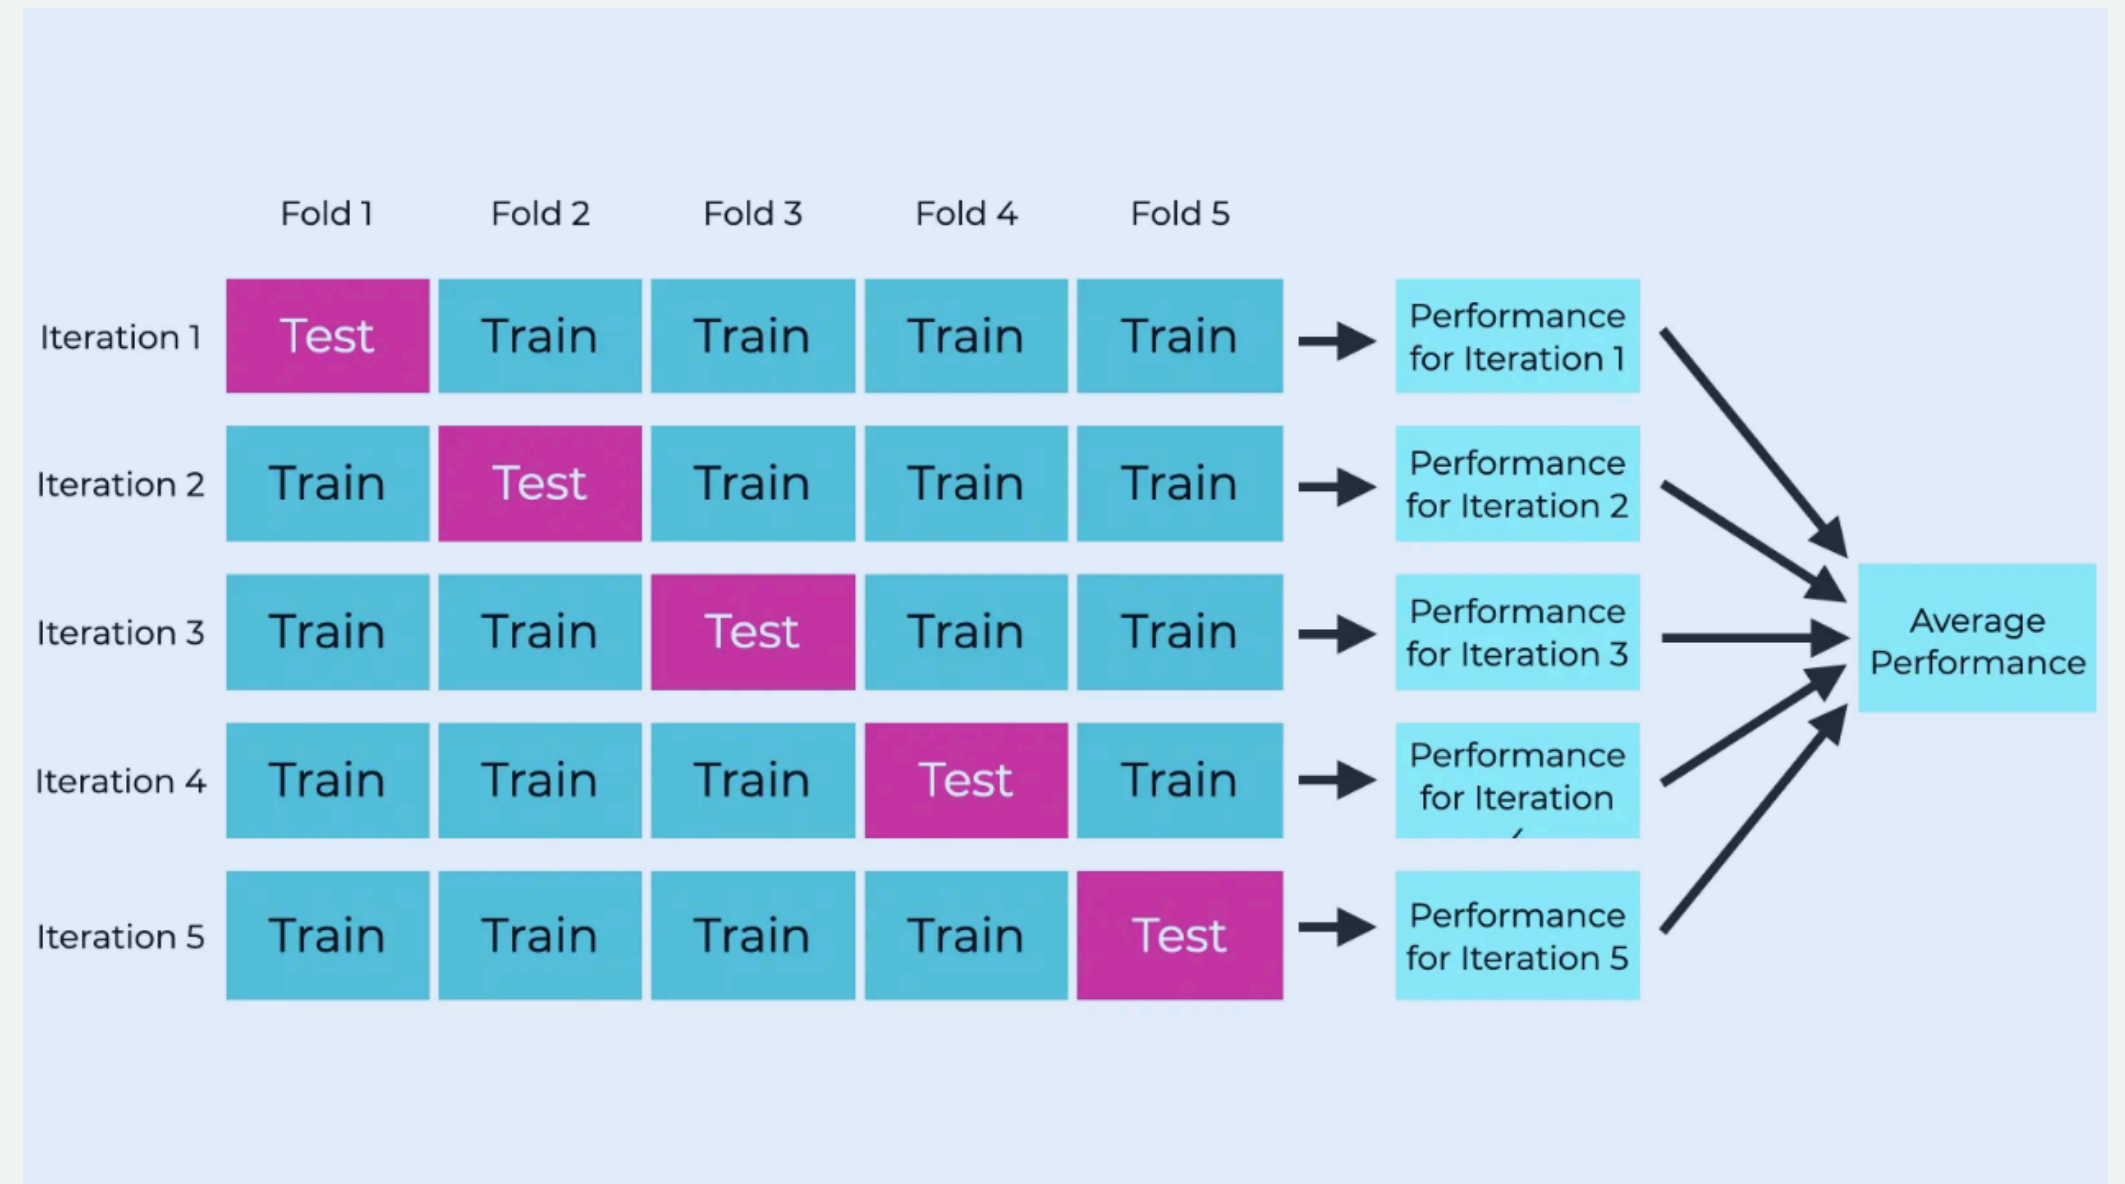 Fold 1 Fold 2 Fold 3 Fold 4 Fold 5
Iteration 1 Test Train Train Train Train
Performance
for Iteration 1
Iteration 2 Train Test Train Train Train
Performance
for Iteration 2
Iteration 3 Train Train Test Train Train
Performance
for Iteration 3
Iteration 4 Train Train Train Test Train
Performance
for Iteration
Iteration 5 Train Train Train Train Test
Performance
for Iteration 5
Average
Performance